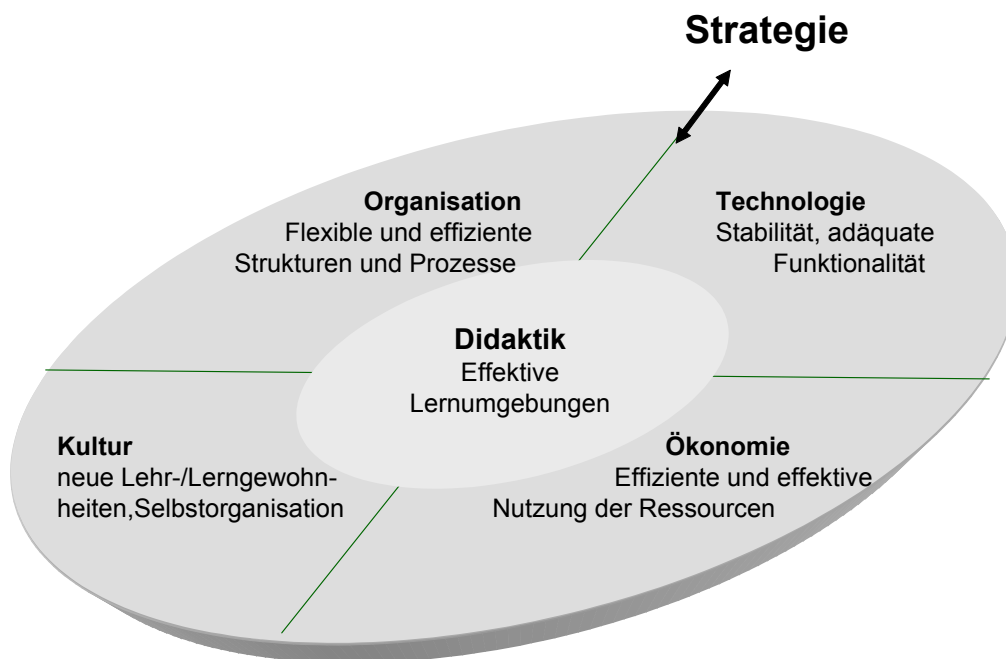 Strategie
Organisation
Flexible und effiziente
Strukturen und Prozesse
Technologie
Stabilität, adäquate
Funktionalität
Didaktik
Effektive
Lernumgebungen
Kultur
neue Lehr-/Lerngewohn-
heiten,Selbstorganisation
Ökonomie
Effiziente und effektive
Nutzung der Ressourcen